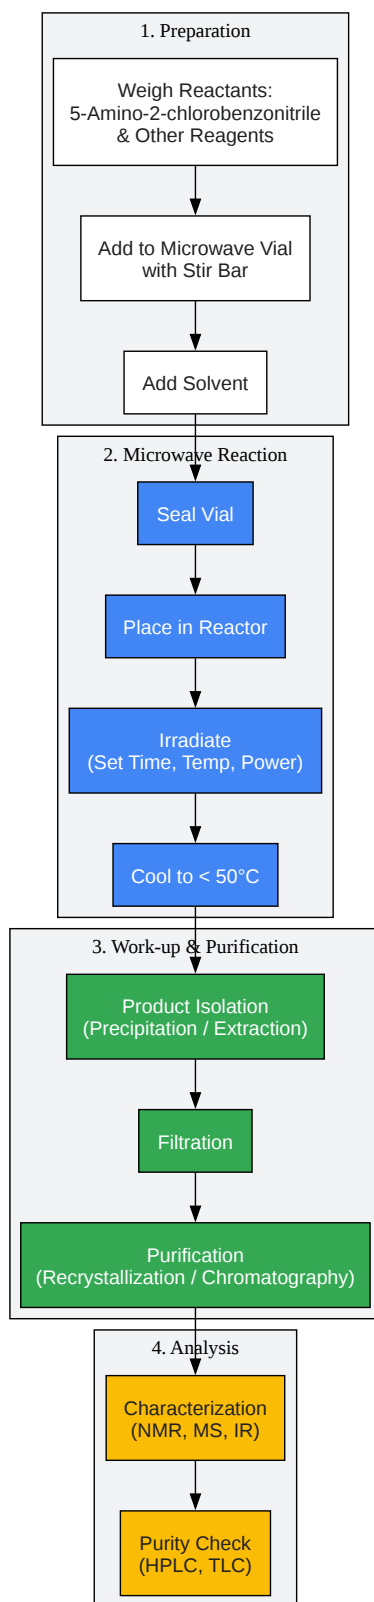 1. Preparation
Weigh Reactants:
5-Amino-2-chlorobenzonitrile
& Other Reagents
Add to Microwave Vial
with Stir Bar
Add Solvent
2. Microwave Reaction
Seal Vial
Place in Reactor
Irradiate
(Set Time, Temp, Power)
Cool to < 50°C
3. Work-up & Purification
Product Isolation
(Precipitation / Extraction)
Filtration
Purification
(Recrystallization / Chromatography)
4. Analysis
Characterization
(NMR, MS, IR)
Purity Check
(HPLC, TLC)